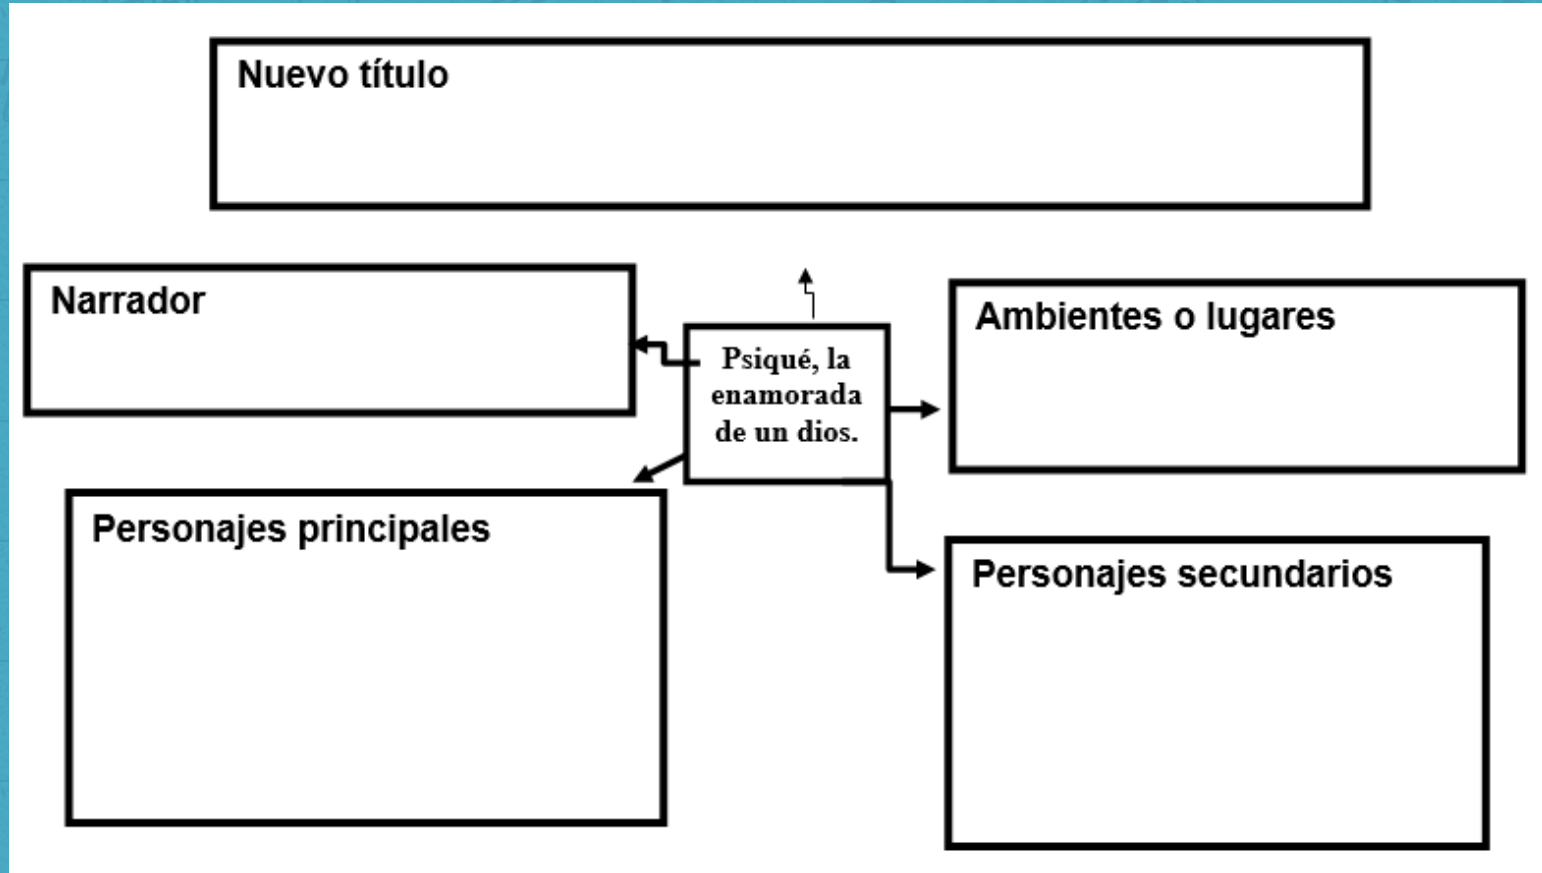 Nuevo título
Narrador
Ambientes o lugares
Psiqué, la
enamorada
de un dios.
Personajes principales
Personajes secundarios